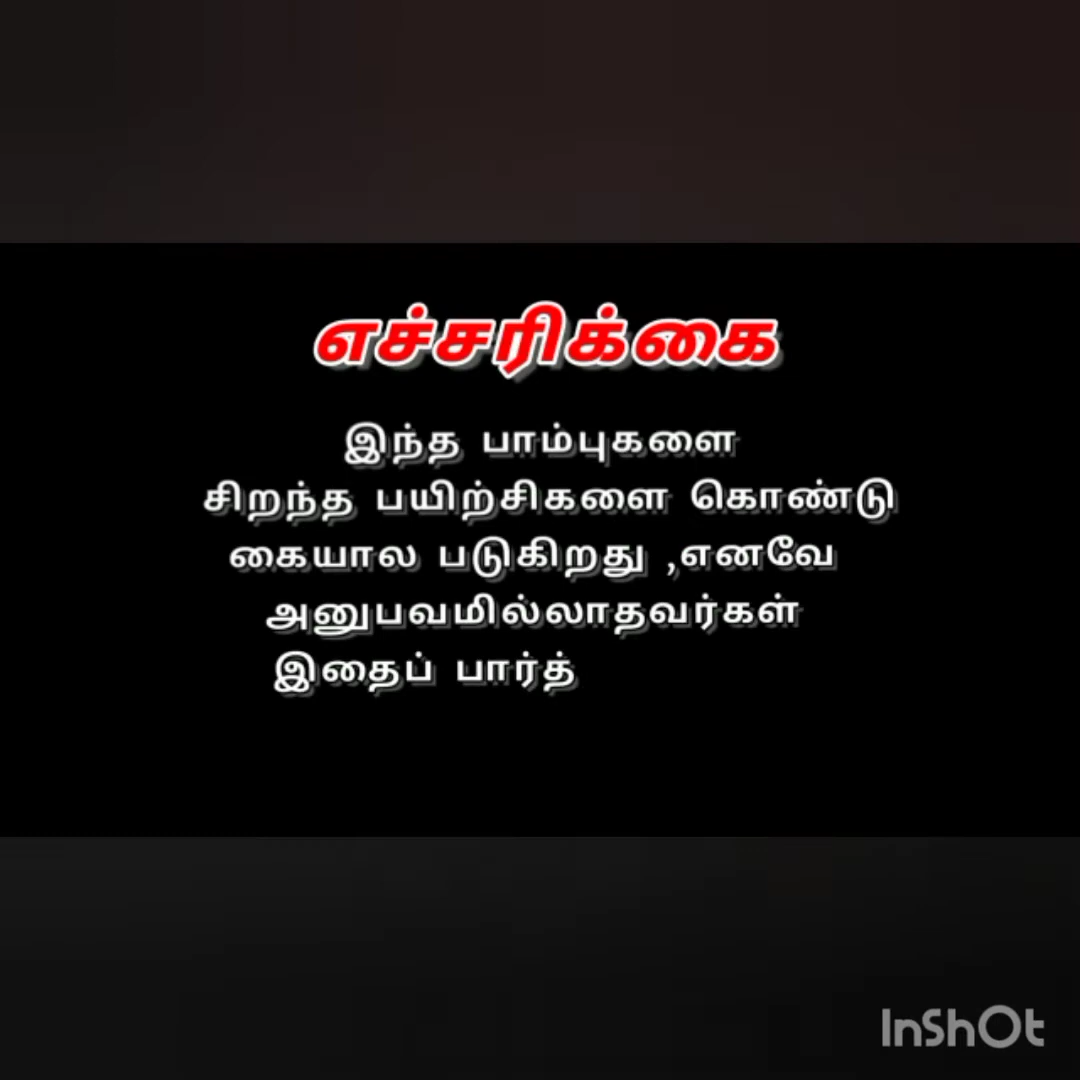 எச்சரிக்கை
இந்த பாம்புகளை
சிறந்த பயிற்சிகளை கொண்டு
கையால படுகிறது ,எனவே
அனுபவமில்லாதவர்கள்
இதைப் பார்த்
InShOt